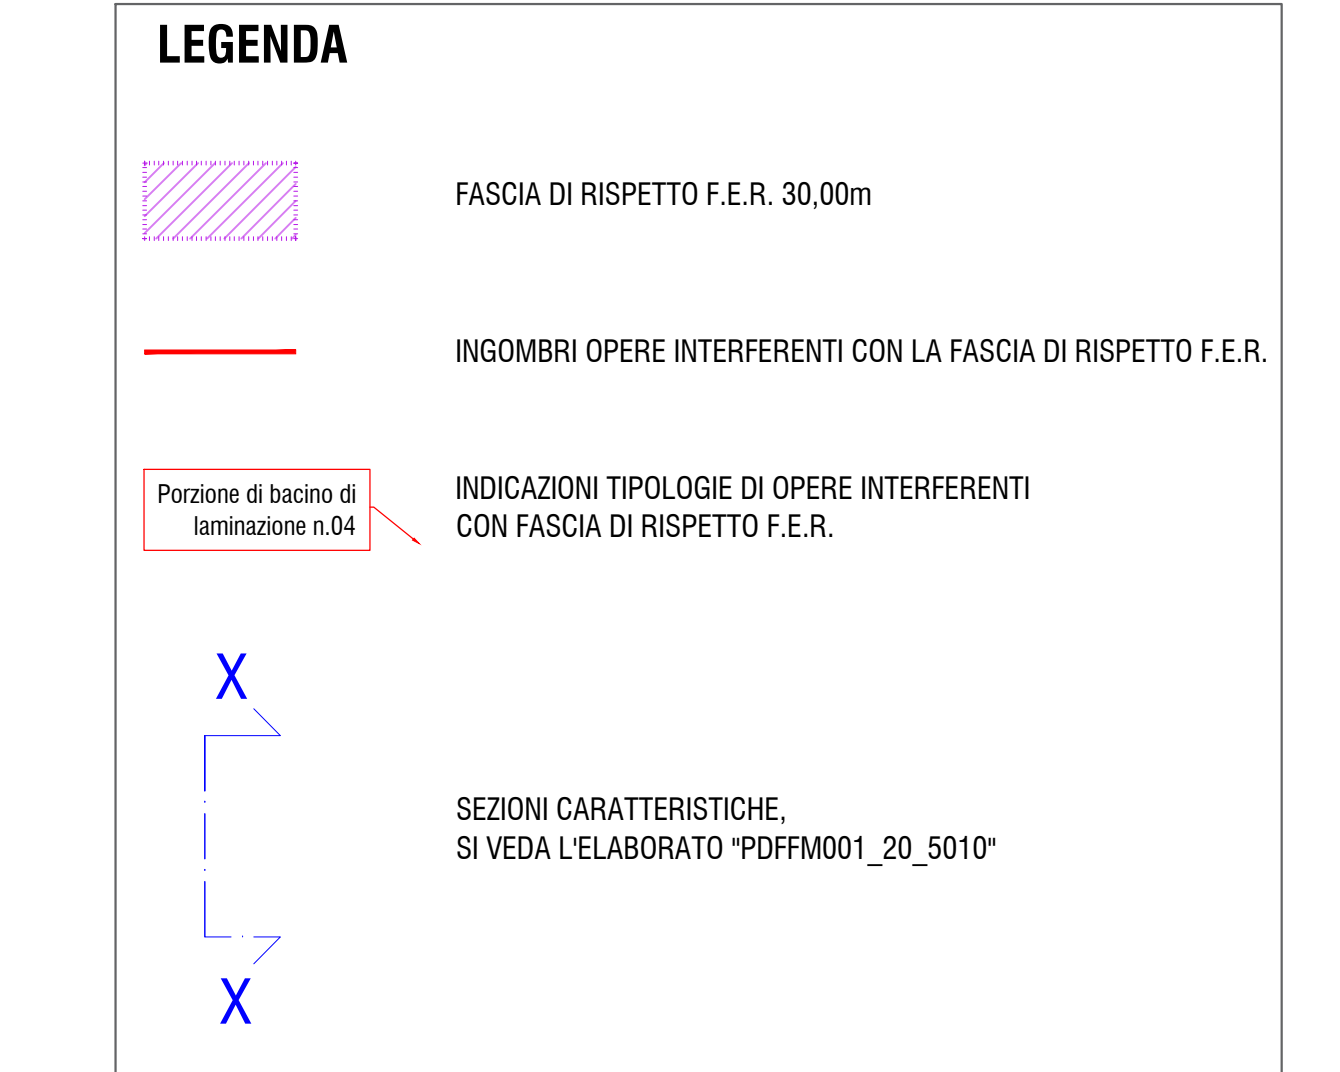 LEGENDA
FASCIA DI RISPETTO F.E.R. 30,00m
INGOMBRI OPERE INTERFERENTI CON LA FASCIA DI RISPETTO F.E.R.
Porzione di bacino di
laminazione n.04
INDICAZIONI TIPOLOGIE DI OPERE INTERFERENTI
CON FASCIA DI RISPETTO F.E.R.
X
SEZIONI CARATTERISTICHE,
SI VEDA L'ELABORATO "PDFFM001_20_5010"
X